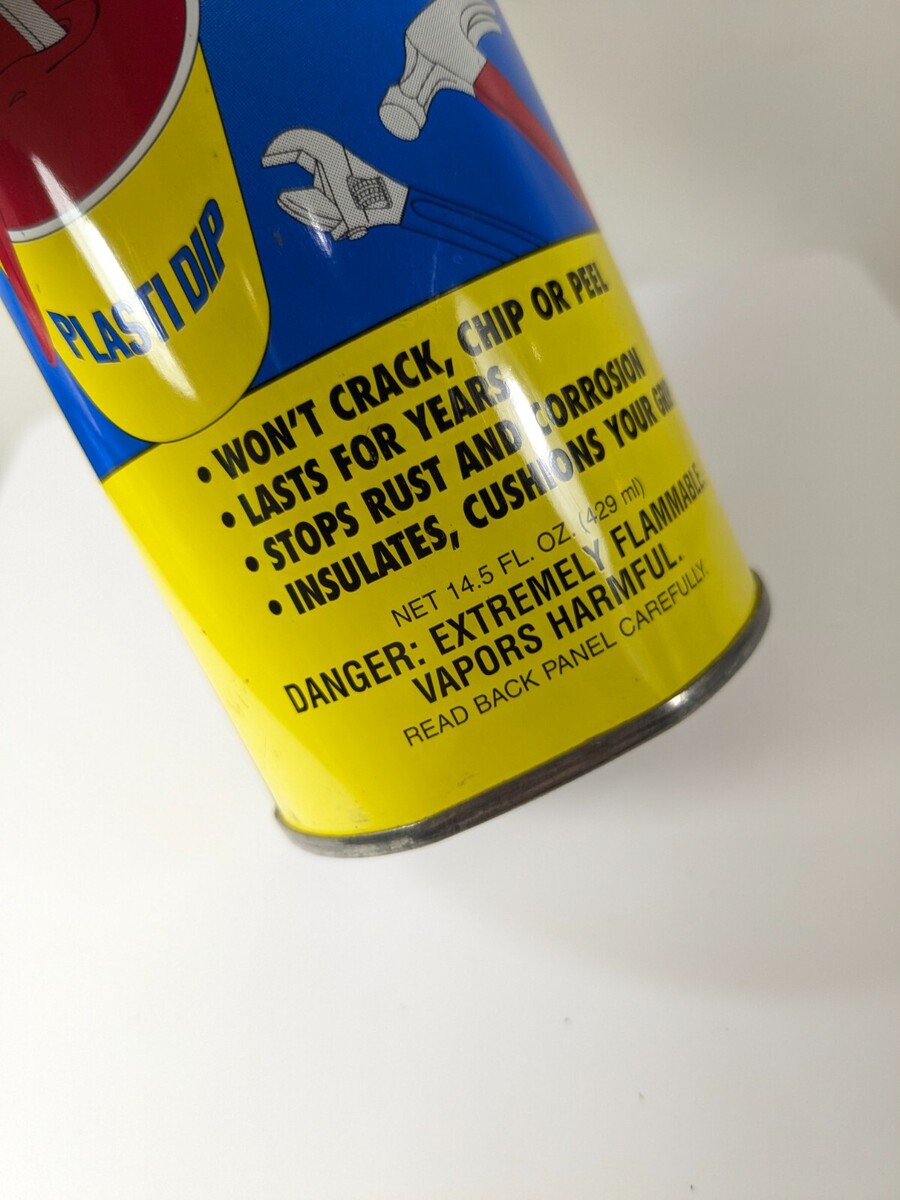 PLASTI DIP
• WON'T CRACK, CHIP OR PEEL
• LASTS FOR YEARS
• STOPS RUST AND CORROSION
• INSULATES, CUSHIONS YOUR
NET 14.5 FL. OZ. (429 ml)
DANGER: EXTREMELY FLAMMABLE.
VAPORS HARMFUL.
READ BACK PANEL CAREFULLY.